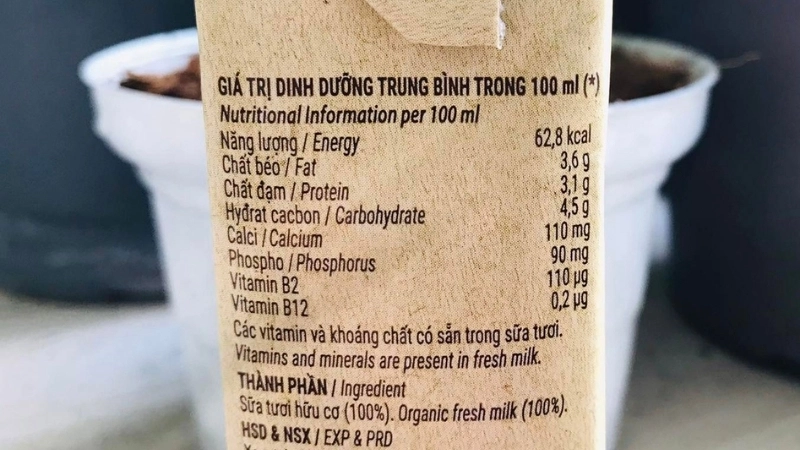 GIÁ TRỊ DINH DƯỠNG TRUNG BÌNH TRONG 100 ml (*)
Nutritional Information per 100 ml
Năng lượng / Energy 62,8 kcal
Chất béo / Fat 3,6 g
Chất đạm / Protein 3,1 g
Hyđrat cacbon / Carbohydrate 4,5 g
Calci / Calcium 110 mg
Phospho / Phosphorus 90 mg
Vitamin B2 110 µg
Vitamin B12 0,2 µg
Các vitamin và khoáng chất có sẵn trong sữa tươi.
Vitamins and minerals are present in fresh milk.
THÀNH PHẦN / Ingredient
Sữa tươi hữu cơ (100%). Organic fresh milk (100%).
HSD & NSX / EXP & PRD